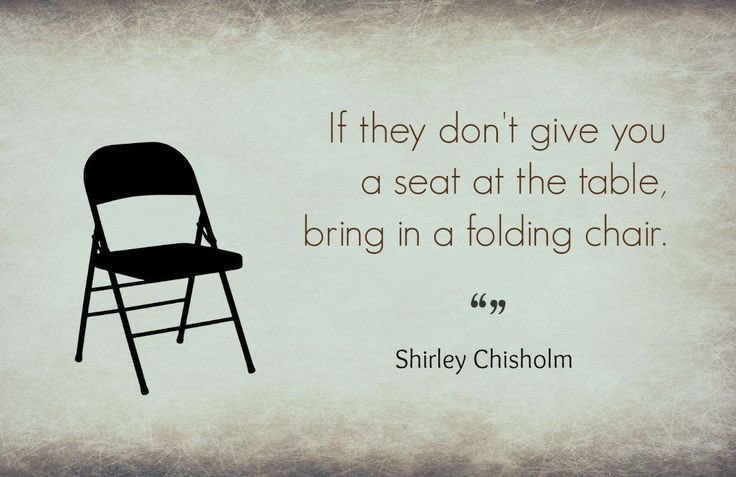 If they don't give you
a seat at the table,
bring in a folding chair.
“”
Shirley Chisholm